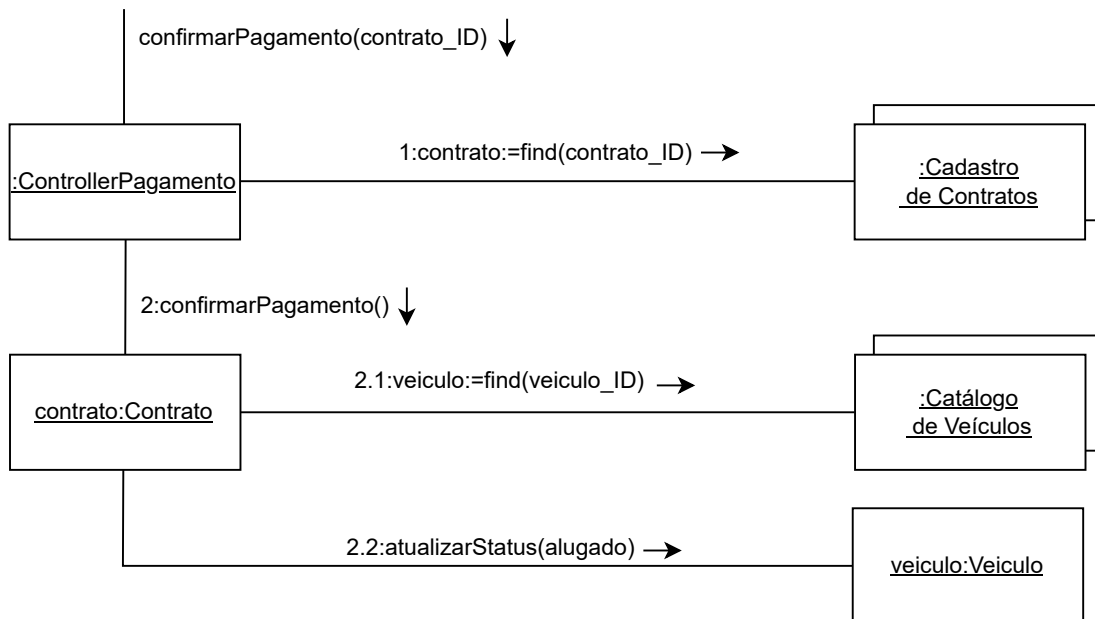 confirmarPagamento(contrato_ID)
1:contrato:=find(contrato_ID)
:ControllerPagamento
:Cadastro
de Contratos
2:confirmarPagamento()
2.1:veiculo:=find(veiculo_ID)
contrato:Contrato
:Catálogo
de Veículos
2.2:atualizarStatus(alugado)
veiculo:Veiculo